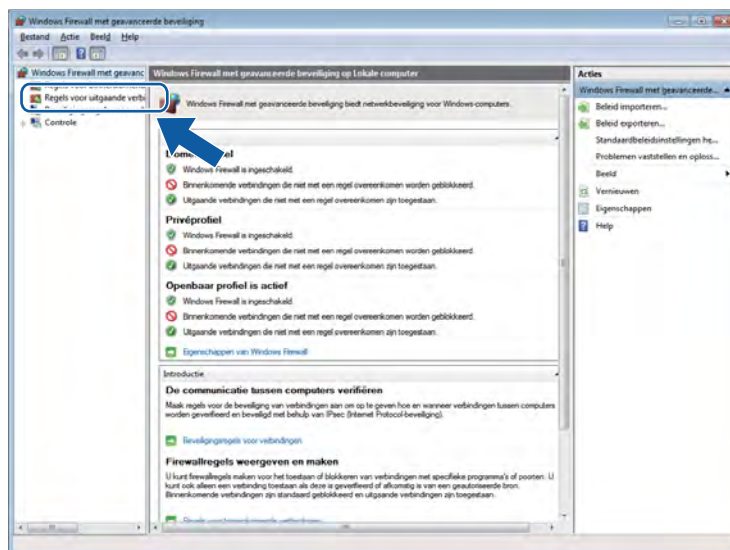 Windows Firewall met geavanceerde beveiliging
Bestand Actie Beeld Help
Windows Firewall met geavanc
Regels voor uitgaande verbi
Controle
Windows Firewall met geavanceerde beveiliging op Lokale computer
Windows Firewall met geavanceerde beveiliging biedt netwerkbeveiliging voor Windows-computers.
Windows Firewall is ingeschakeld.
Binnenkomende verbindingen die niet met een regel overeenkomen worden geblokkeerd.
Uitgaande verbindingen die niet met een regel overeenkomen zijn toegestaan.
Privéprofiel
Windows Firewall is ingeschakeld.
Binnenkomende verbindingen die niet met een regel overeenkomen worden geblokkeerd.
Uitgaande verbindingen die niet met een regel overeenkomen zijn toegestaan.
Openbaar profiel is actief
Windows Firewall is ingeschakeld.
Binnenkomende verbindingen die niet met een regel overeenkomen worden geblokkeerd.
Uitgaande verbindingen die niet met een regel overeenkomen zijn toegestaan.
Eigenschappen van Windows Firewall
Introductie
De communicatie tussen computers verifiëren
Maak regels voor de beveiliging van verbindingen aan om op te geven hoe en wanneer verbindingen tussen computers
worden geverifieerd en beveiligd met behulp van IPsec (Internet Protocol-beveiliging).
Beveiligingsregels voor verbindingen
Firewallregels weergeven en maken
U kunt firewallregels maken voor het toestaan of blokkeren van verbindingen met specifieke programma's of poorten. U
kunt ook alleen een verbinding toestaan als deze is geverifieerd of afkomstig is van een geautoriseerde bron.
Binnenkomende verbindingen zijn standaard geblokkeerd en uitgaande verbindingen zijn toegestaan.
Acties
Windows Firewall met geavanceerde...
Beleid importeren...
Beleid exporteren...
Standaardbeleidsinstellingen he...
Problemen vaststellen en oploss...
Beeld
Vernieuwen
Eigenschappen
Help